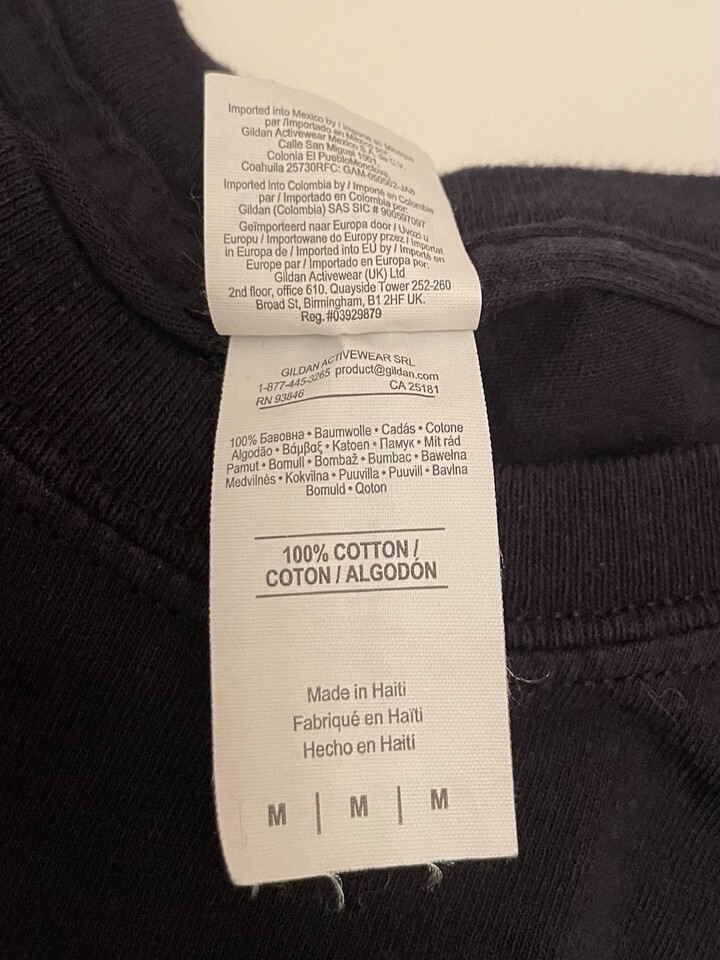 Imported into Mexico by / Importé en Mexique
par /Importado en México por:
Gildan Activewear Mexico S.A. de C.V.
Calle San Miguel 1001,
Colonia El PuebloMonclova,
Coahuila 25730RFC: GAM-050502-JA8
Imported into Colombia by / Importé en Colombie
par / Importado en Colombia por:
Gildan (Colombia) SAS SIC # 900597097
Geïmporteerd naar Europa door / Uvozi u
Europu / Importowane do Europy przez / Importat
in Europa de / Imported into EU by / Importé en
Europe par / Importado en Europa por:
Gildan Activewear (UK) Ltd
2nd floor, office 610. Quayside Tower 252-260
Broad St, Birmingham, B1 2HF UK.
Reg. #03929879
GILDAN ACTIVEWEAR SRL
1-877-445-3265 product@gildan.com
RN 93846 CA 25181
100% Бавовна • Baumwolle • Cadás • Cotone
Algodão • Βάμβαξ • Katoen • Памук • Mit rád
Pamut • Bomull • Bombaž • Bumbac • Bawełna
Medvilnés • Kokvilna • Puuvilla • Puuvill • Bavlna
Bomuld • Qoton
100% COTTON /
COTON / ALGODÓN
Made in Haiti
Fabriqué en Haïti
Hecho en Haití
M | M | M